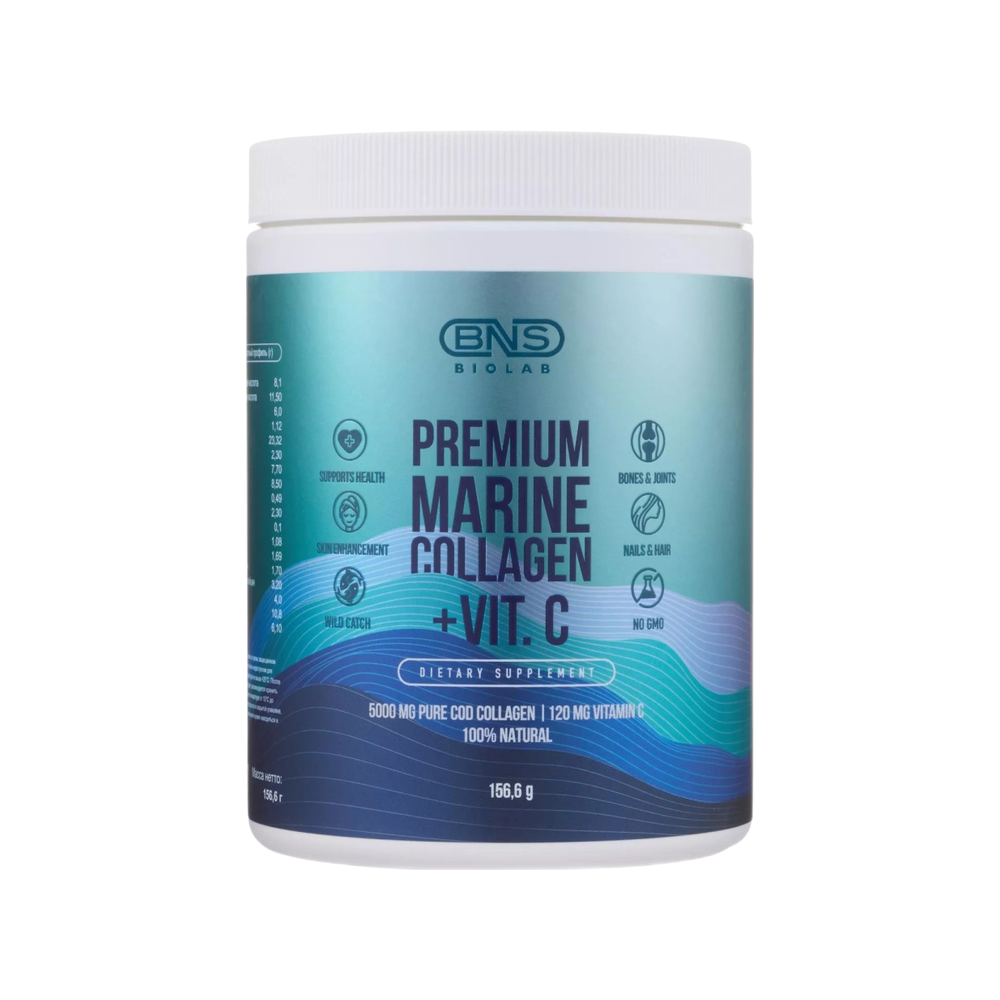 BNS
BIOLAB
PREMIUM
MARINE
COLLAGEN
+VIT. C
DIETARY SUPPLEMENT
5000 MG PURE COD COLLAGEN | 120 MG VITAMIN C
100% NATURAL
156,6 g
SUPPORTS HEALTH
SKIN ENHANCEMENT
WILD CATCH
BONES & JOINTS
NAILS & HAIR
NO GMO
профиль (г)
8,1
11,50
6,0
1,12
23,32
2,30
7,70
8,50
0,49
2,30
0,1
1,08
1,69
1,70
3,20
4,0
10,8
6,10
Масса нетто:
156,6 г